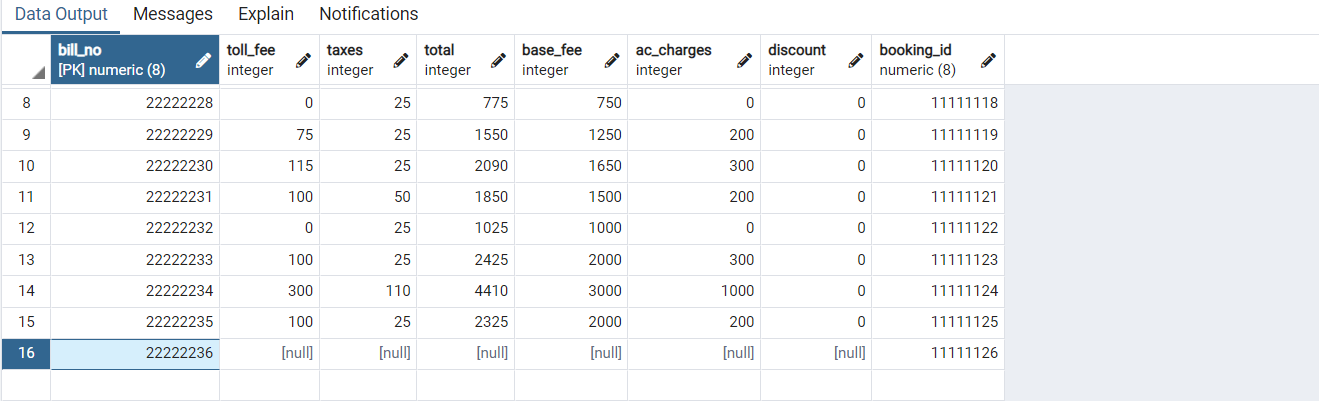 Data Output Messages Explain Notifications
bill_no toll_fee taxes total base_fee ac_charges discount booking_id
[PK] numeric (8) integer integer integer integer integer integer numeric (8)
8 22222228 0 25 775 750 0 0 11111118
9 22222229 75 25 1550 1250 200 0 11111119
10 22222230 115 25 2090 1650 300 0 11111120
11 22222231 100 50 1850 1500 200 0 11111121
12 22222232 0 25 1025 1000 0 0 11111122
13 22222233 100 25 2425 2000 300 0 11111123
14 22222234 300 110 4410 3000 1000 0 11111124
15 22222235 100 25 2325 2000 200 0 11111125
16 22222236 [null] [null] [null] [null] [null] [null] 11111126